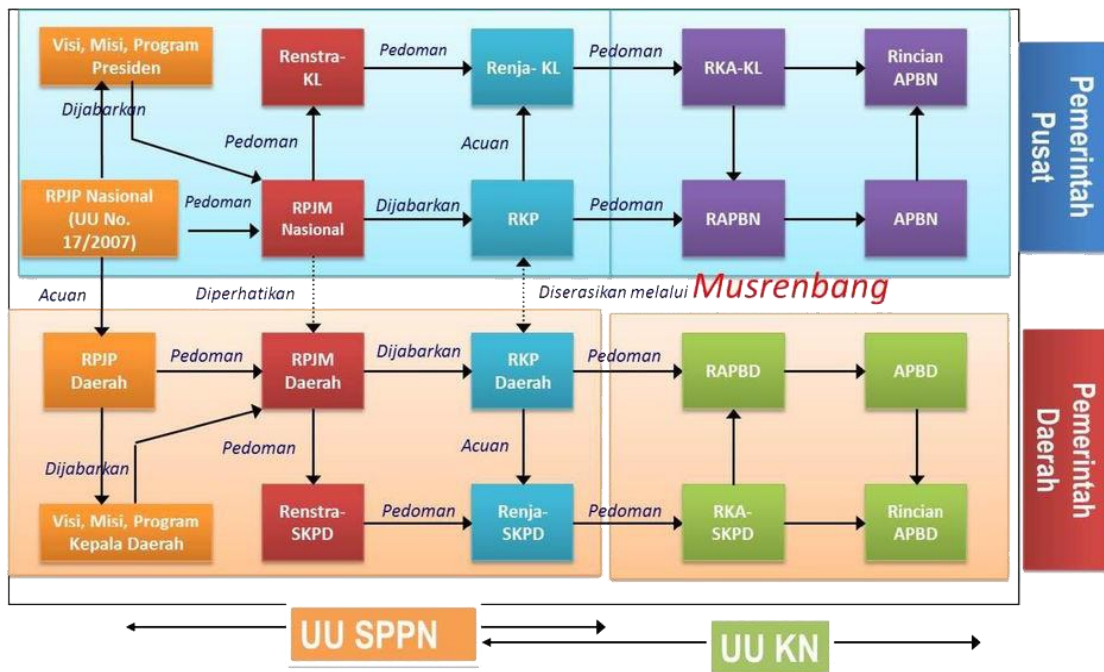 Visi, Misi, Program
Presiden
Renstra-
KL
Pedoman
Renja- KL
Pedoman
RKA-KL
Rincian
APBN
Dijabarkan
Pedoman
Acuan
RPJP Nasional
(UU No.
17/2007)
Pedoman
RPJM
Nasional
Dijabarkan
RKP
Pedoman
RAPBN
APBN
Pemerintah
Pusat
Acuan
Diperhatikan
Diserasikan melalui Musrenbang
RPJP
Daerah
Pedoman
RPJM
Daerah
Dijabarkan
RKP
Daerah
Pedoman
RAPBD
APBD
Dijabarkan
Pedoman
Acuan
Visi, Misi, Program
Kepala Daerah
Renstra-
SKPD
Pedoman
Renja-
SKPD
Pedoman
RKA-
SKPD
Rincian
APBD
Pemerintah
Daerah
UU SPPN
UU KN